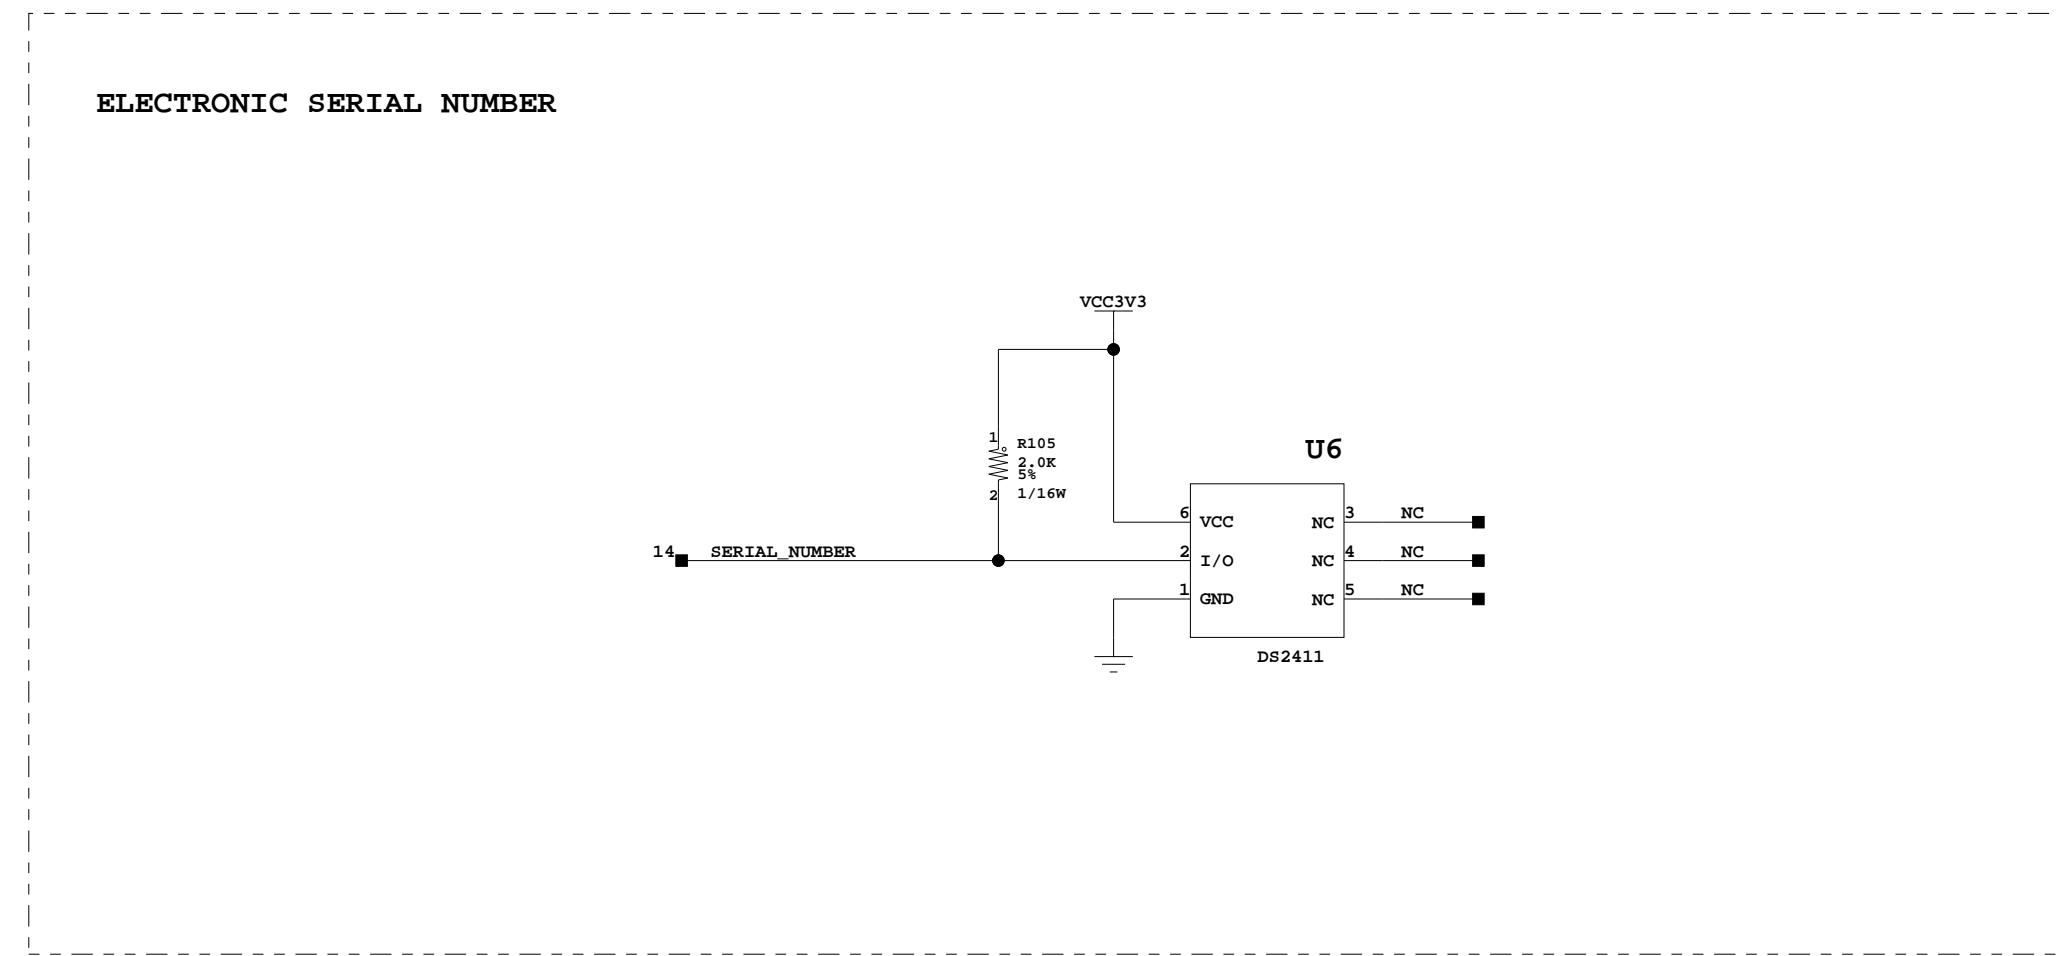 ELECTRONIC SERIAL NUMBER
VCC3V3
1
R105
2.0K
5%
1/16W
2
U6
14
SERIAL_NUMBER
6
VCC
NC
3
NC
2
I/O
NC
4
NC
1
GND
NC
5
NC
DS2411